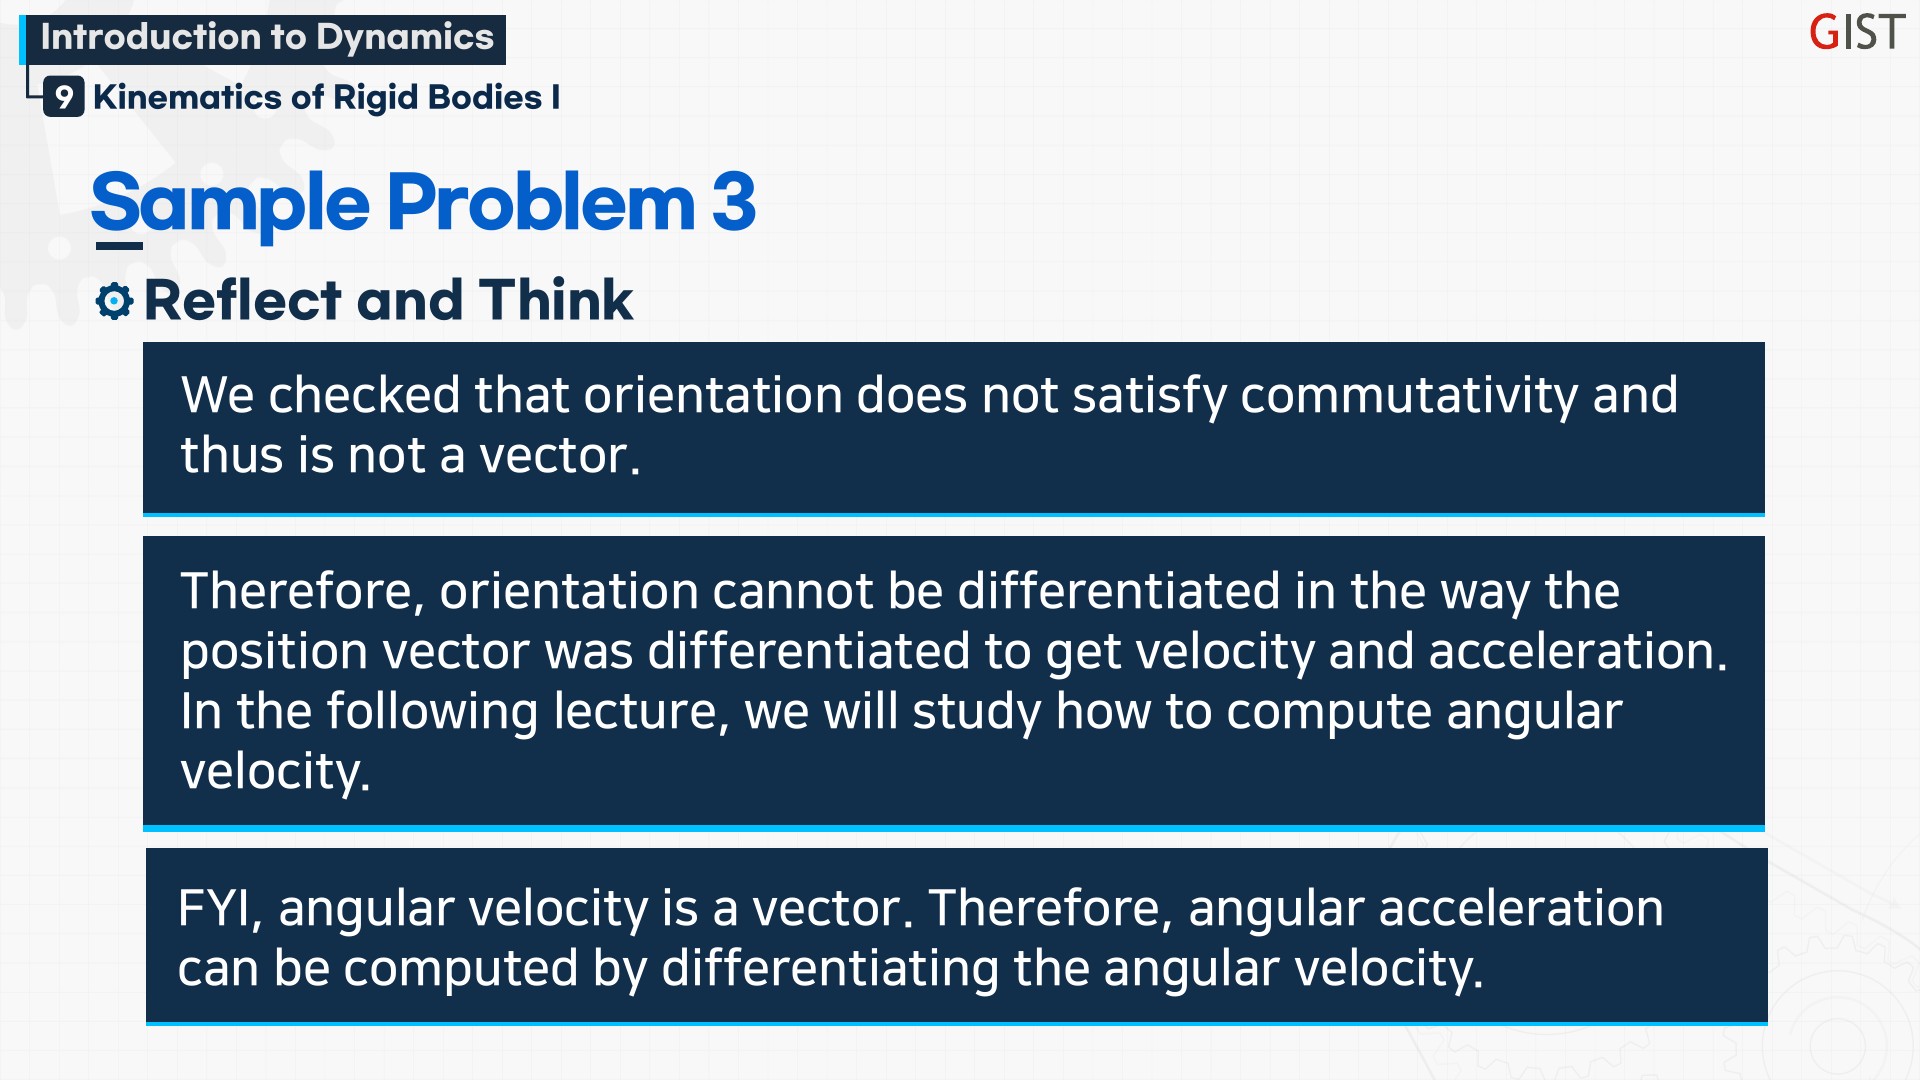 Introduction to Dynamics
GIST
9 Kinematics of Rigid Bodies I
Sample Problem 3
Reflect and Think
We checked that orientation does not satisfy commutativity and
thus is not a vector.
Therefore, orientation cannot be differentiated in the way the
position vector was differentiated to get velocity and acceleration.
In the following lecture, we will study how to compute angular
velocity.
FYI, angular velocity is a vector. Therefore, angular acceleration
can be computed by differentiating the angular velocity.